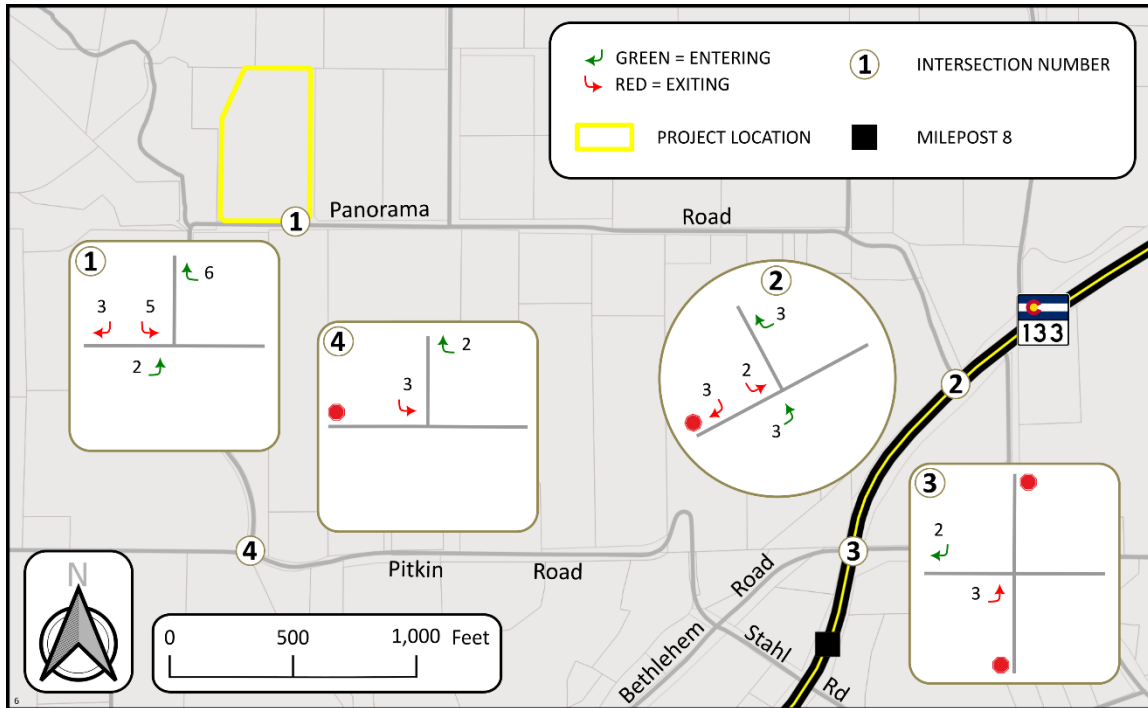 GREEN = ENTERING
RED = EXITING
1 INTERSECTION NUMBER
PROJECT LOCATION
MILEPOST 8
1
Panorama
Road
1
6
3 5
2
4
2
3
2
3
3 2
3
133
2
3
2
3
4
3
Pitkin
Road
Bethlehem
Road
Stahl
Rd
N
0 500 1,000 Feet
6